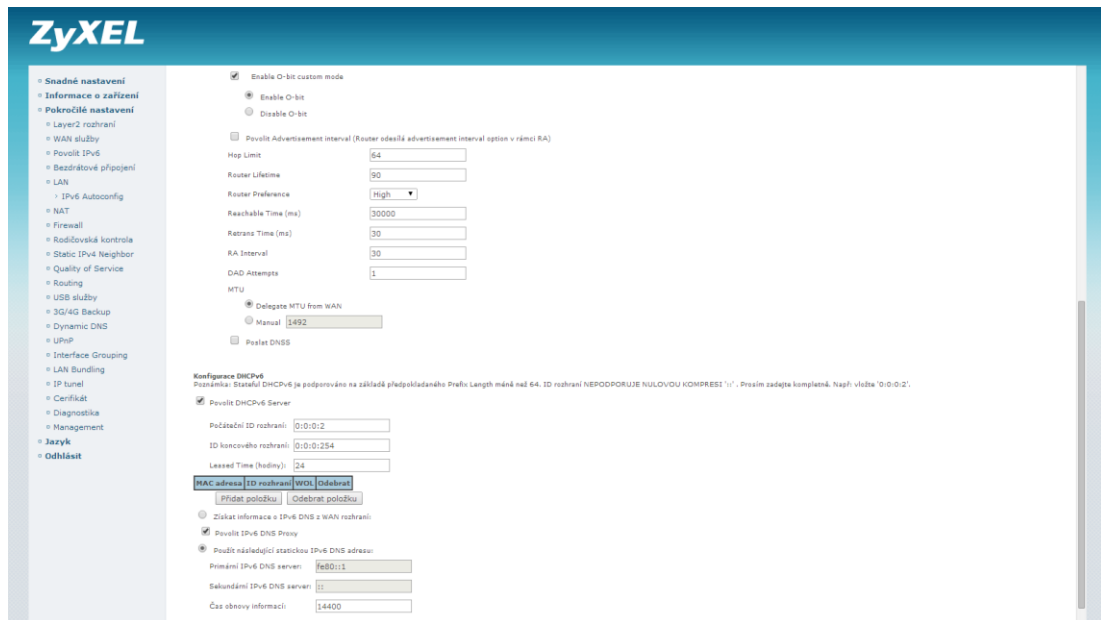 ZyXEL
Snadné nastavení
Informace o zařízení
Pokročilé nastavení
Layer2 rozhraní
WAN služby
Povolit IPv6
Bezdrátové připojení
LAN
IPv6 Autoconfig
NAT
Firewall
Rodičovská kontrola
Static IPv4 Neighbor
Quality of Service
Routing
USB služby
3G/4G Backup
Dynamic DNS
UPnP
Interface Grouping
LAN Bundling
IP tunel
Cerifikát
Diagnostika
Management
Jazyk
Odhlásit
Enable O-bit custom mode
Enable O-bit
Disable O-bit
Povolit Advertisement interval (Router odesílá advertisement interval option v rámci RA)
Hop Limit 64
Router Lifetime 90
Router Preference High
Reachable Time (ms) 30000
Retrans Time (ms) 30
RA Interval 30
DAD Attempts 1
MTU
Delegate MTU from WAN
Manual 1492
Poslat DNSS
Konfigurace DHCPv6
Poznámka: Stateful DHCPv6 je podporováno na základě předpokladaného Prefix Length méně než 64. ID rozhraní NEPODPORUJE NULOVOU KOMPRESI '::' . Prosím zadejte kompletně. Např: vložte '0:0:0:2'.
Povolit DHCPv6 Server
Počáteční ID rozhraní: 0:0:0:2
ID koncového rozhraní: 0:0:0:254
Leased Time (hodiny): 24
MAC adresa ID rozhraní WOL Odebrat
Přidat položku Odebrat položku
Získat informace o IPv6 DNS z WAN rozhraní:
Povolit IPv6 DNS Proxy
Použít následující statickou IPv6 DNS adresu:
Primární IPv6 DNS server: fe80::1
Sekundární IPv6 DNS server: ::
Čas obnovy informací: 14400